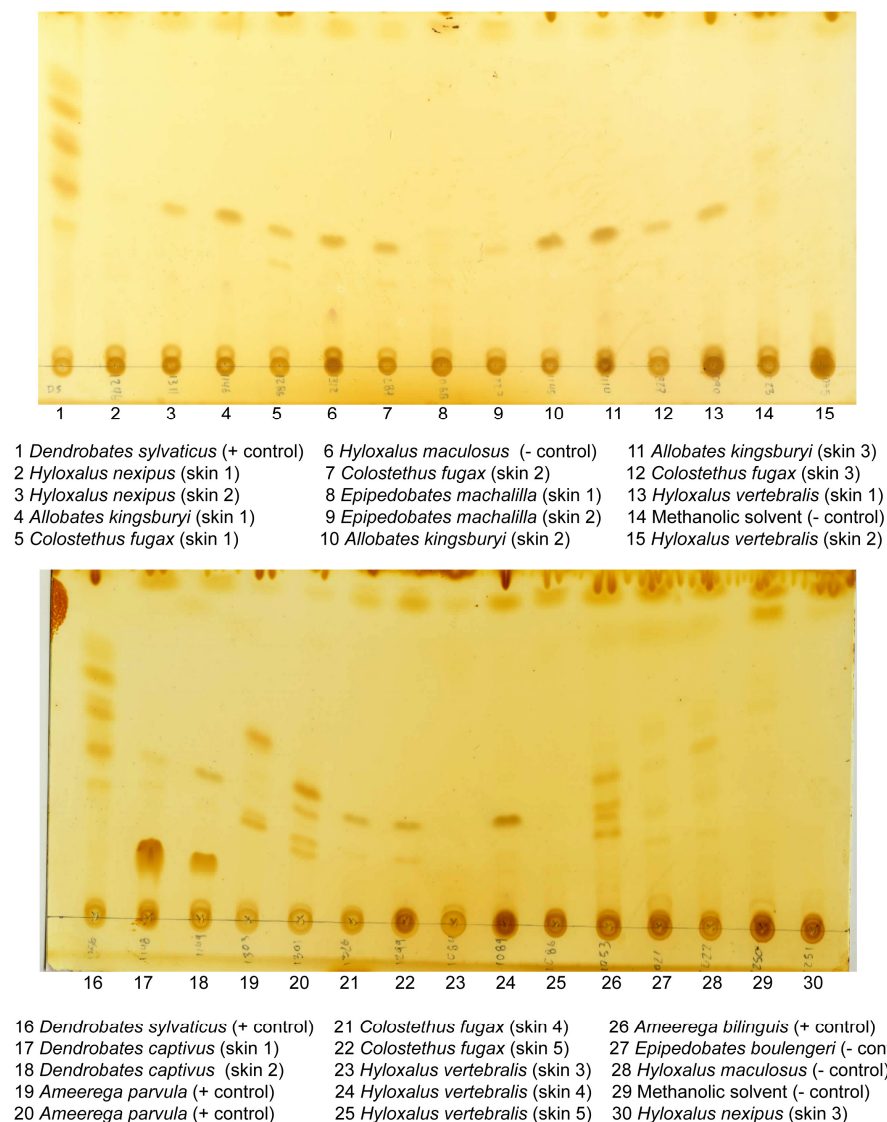 1 2 3 4 5 6 7 8 9 10 11 12 13 14 15
1 Dendrobates sylvaticus (+ control)
2 Hyloxalus nexipus (skin 1)
3 Hyloxalus nexipus (skin 2)
4 Allobates kingsburyi (skin 1)
5 Colostethus fugax (skin 1)
6 Hyloxalus maculosus (- control)
7 Colostethus fugax (skin 2)
8 Epipedobates machalilla (skin 1)
9 Epipedobates machalilla (skin 2)
10 Allobates kingsburyi (skin 2)
11 Allobates kingsburyi (skin 3)
12 Colostethus fugax (skin 3)
13 Hyloxalus vertebralis (skin 1)
14 Methanolic solvent (- control)
15 Hyloxalus vertebralis (skin 2)
16 17 18 19 20 21 22 23 24 25 26 27 28 29 30
16 Dendrobates sylvaticus (+ control)
17 Dendrobates captivus (skin 1)
18 Dendrobates captivus (skin 2)
19 Ameerega parvula (+ control)
20 Ameerega parvula (+ control)
21 Colostethus fugax (skin 4)
22 Colostethus fugax (skin 5)
23 Hyloxalus vertebralis (skin 3)
24 Hyloxalus vertebralis (skin 4)
25 Hyloxalus vertebralis (skin 5)
26 Ameerega bilinguis (+ control)
27 Epipedobates boulengeri (- con
28 Hyloxalus maculosus (- control)
29 Methanolic solvent (- control)
30 Hyloxalus nexipus (skin 3)